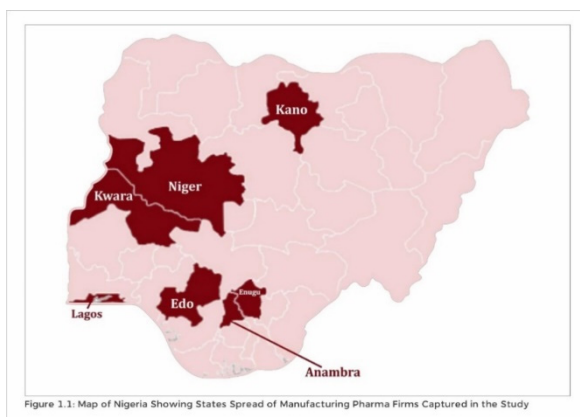 Kano
Niger
Kwara
Enugu
Edo
Lagos
Anambra
Figure 1.1: Map of Nigeria Showing States Spread of Manufacturing Pharma Firms Captured in the Study